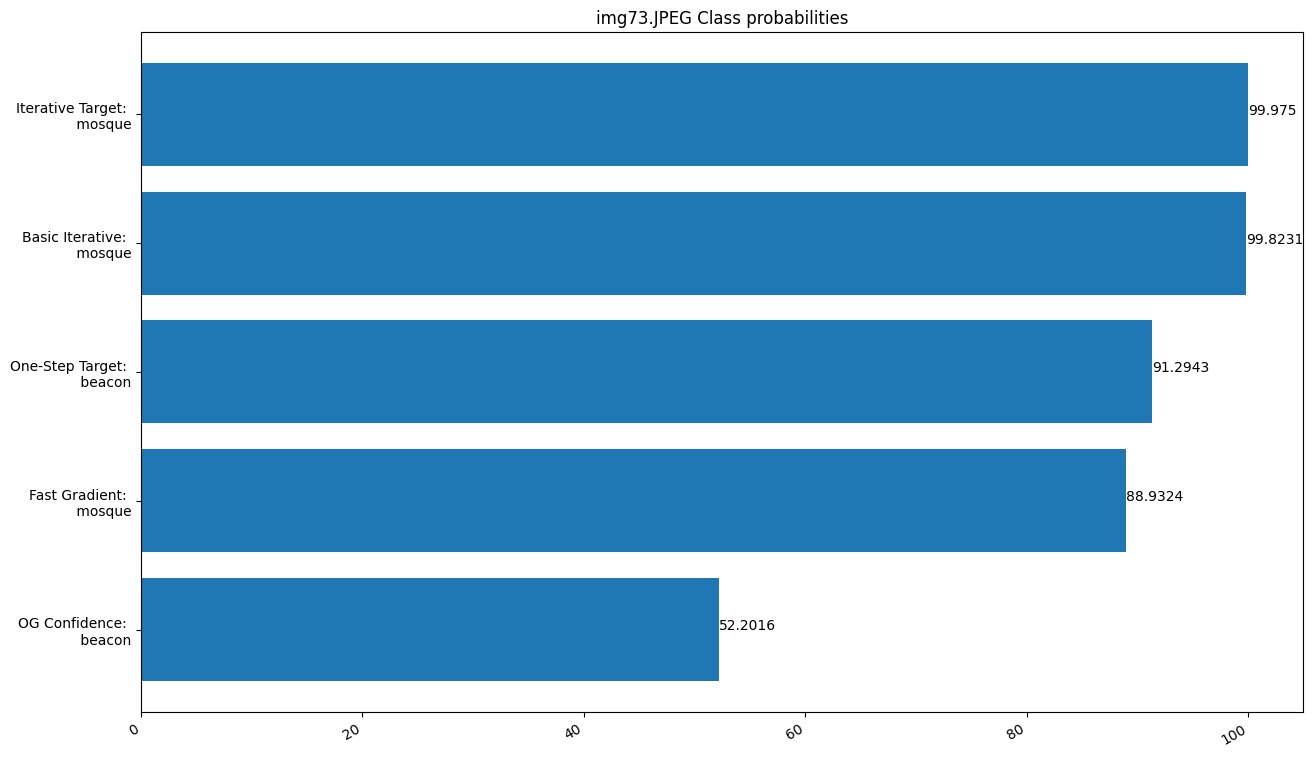 img73.JPEG Class probabilities
Iterative Target:
mosque
99.975
Basic Iterative:
mosque
99.8231
One-Step Target:
beacon
91.2943
Fast Gradient:
mosque
88.9324
OG Confidence:
beacon
52.2016
0
20
40
60
80
100